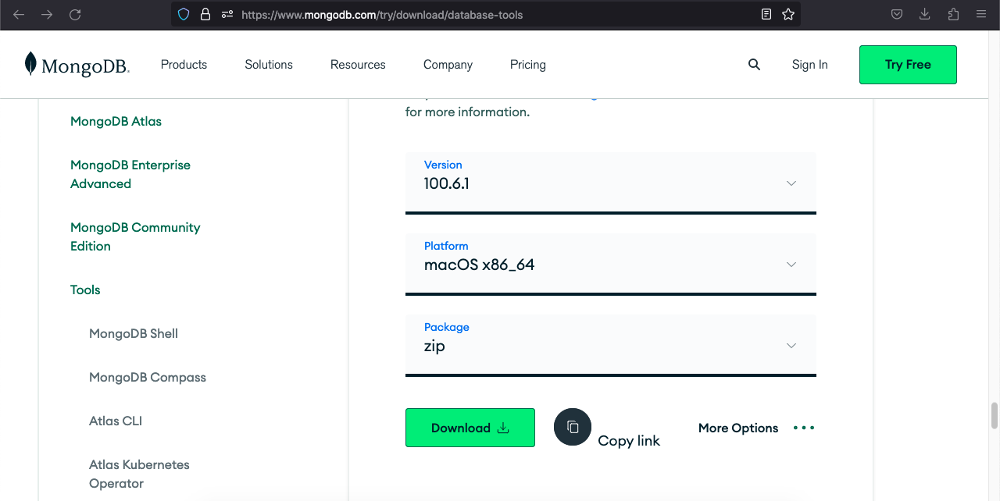 https://www.mongodb.com/try/download/database-tools
MongoDB.
Products
Solutions
Resources
Company
Pricing
Sign In
Try Free
MongoDB Atlas
MongoDB Enterprise
Advanced
MongoDB Community
Edition
Tools
MongoDB Shell
MongoDB Compass
Atlas CLI
Atlas Kubernetes
Operator
for more information.
Version
100.6.1
Platform
macOS x86_64
Package
zip
Download
Copy link
More Options